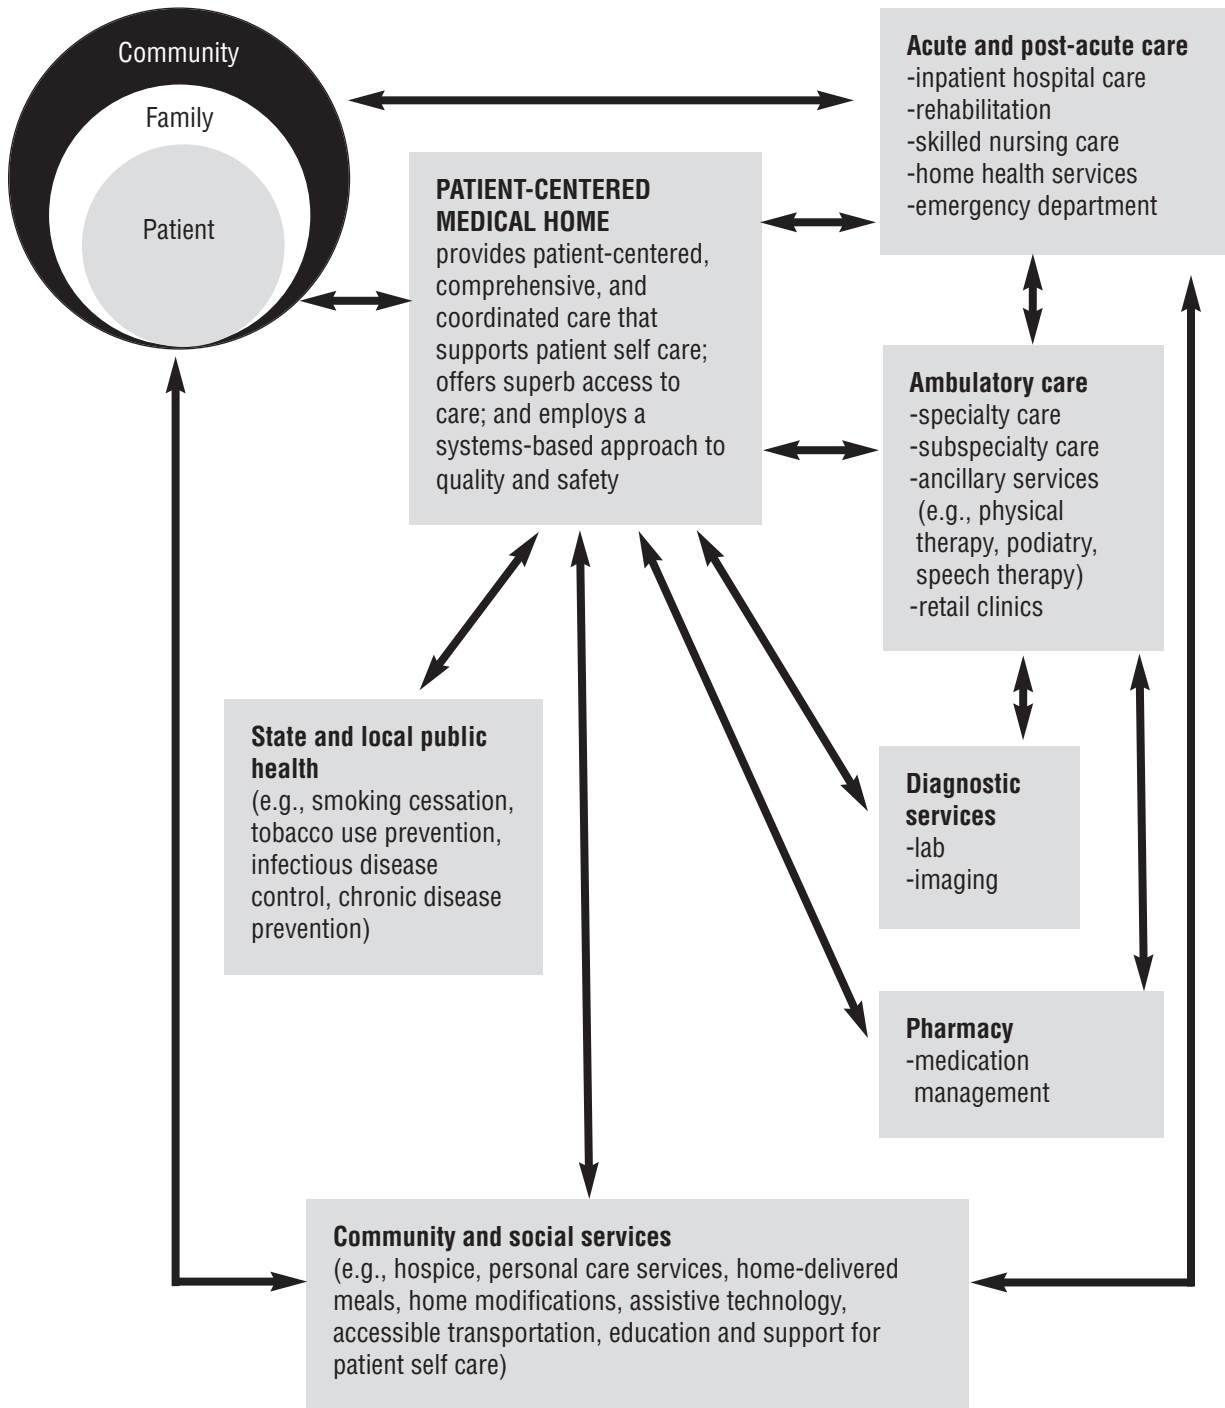 Community
Family
Patient
PATIENT-CENTERED
MEDICAL HOME
provides patient-centered,
comprehensive, and
coordinated care that
supports patient self care;
offers superb access to
care; and employs a
systems-based approach to
quality and safety
Acute and post-acute care
-inpatient hospital care
-rehabilitation
-skilled nursing care
-home health services
-emergency department
Ambulatory care
-specialty care
-subspecialty care
-ancillary services
(e.g., physical
therapy, podiatry,
speech therapy)
-retail clinics
State and local public
health
(e.g., smoking cessation,
tobacco use prevention,
infectious disease
control, chronic disease
prevention)
Diagnostic
services
-lab
-imaging
Pharmacy
-medication
management
Community and social services
(e.g., hospice, personal care services, home-delivered
meals, home modifications, assistive technology,
accessible transportation, education and support for
patient self care)